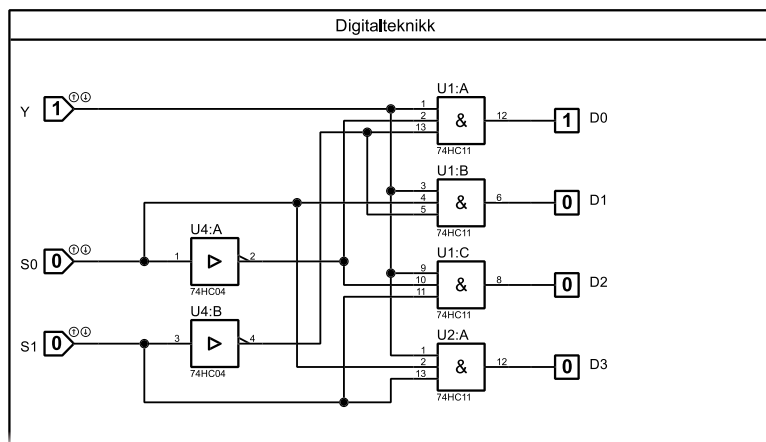 Digitalteknikk
U1:A
Y 1 1 2 13 & 12 1 D0
74HC11
U1:B
3 4 5 & 6 0 D1
74HC11
U4:A
S0 0 1 2
74HC04
U1:C
9 10 11 & 8 0 D2
74HC11
U4:B
S1 0 3 4
74HC04
U2:A
1 2 13 & 12 0 D3
74HC11